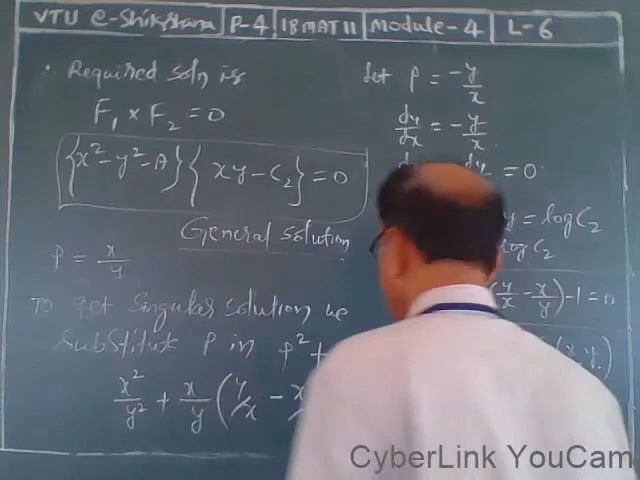 VTU e-Shikshana P-4 18MAT11 Module-4 L-6
∴ Required soln is
F₁ × F₂ = 0
{x² - y² - A} { xy - C₂} = 0
General solution
P = x/y
To get Singular solution we
Substitute P in P² +
x²/y² + x/y (y/x - x/
Let P = -y/x
dy/dx = -y/x
= 0
y = log C₂
log C₂
(y/x - x/y) - 1 = 0
CyberLink YouCam